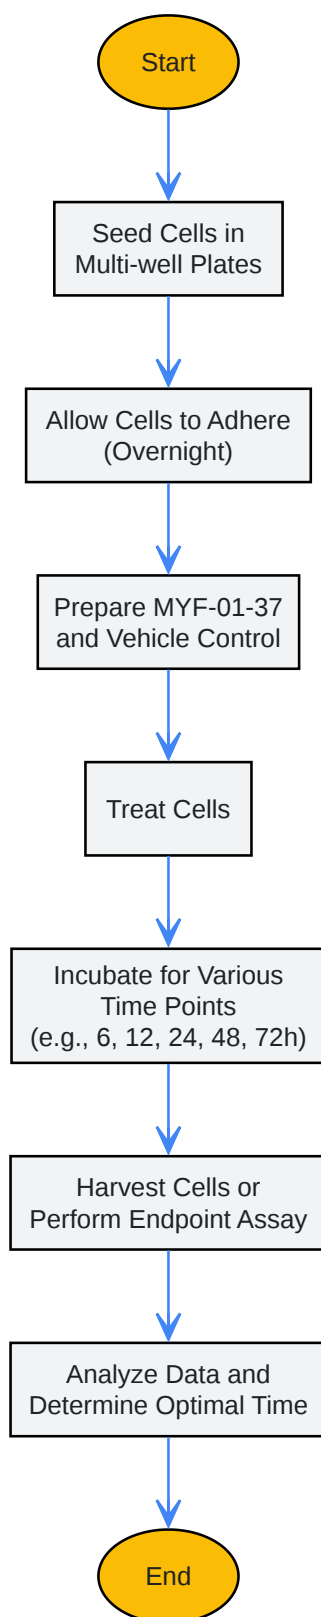 Start
Seed Cells in
Multi-well Plates
Allow Cells to Adhere
(Overnight)
Prepare MYF-01-37
and Vehicle Control
Treat Cells
Incubate for Various
Time Points
(e.g., 6, 12, 24, 48, 72h)
Harvest Cells or
Perform Endpoint Assay
Analyze Data and
Determine Optimal Time
End